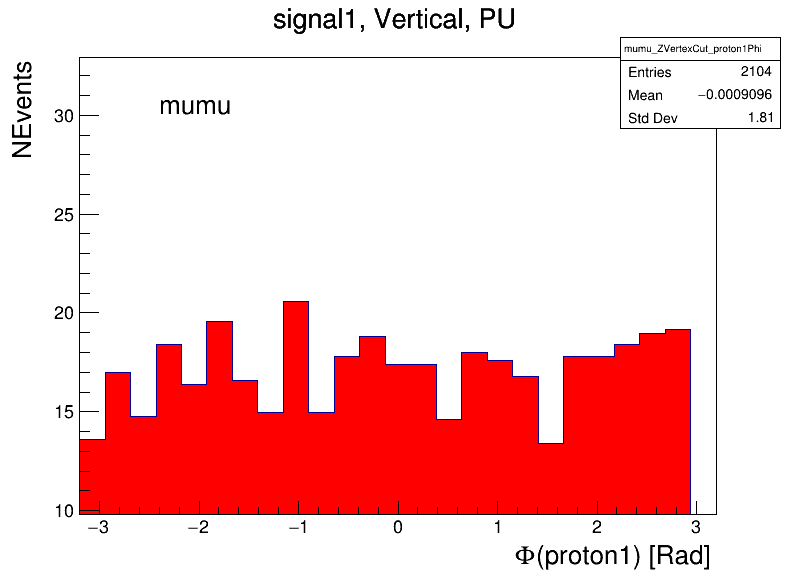 signal1, Vertical, PU
mumu_ZVertexCut_proton1Phi
Entries 2104
Mean −0.0009096
Std Dev 1.81
NEvents
mumu
30
25
20
15
10
−3 −2 −1 0 1 2 3
Φ(proton1) [Rad]